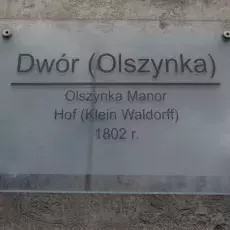 Dwór (Olszynka)
Olszynka Manor
Hof (Klein Waldorff)
1802 r.